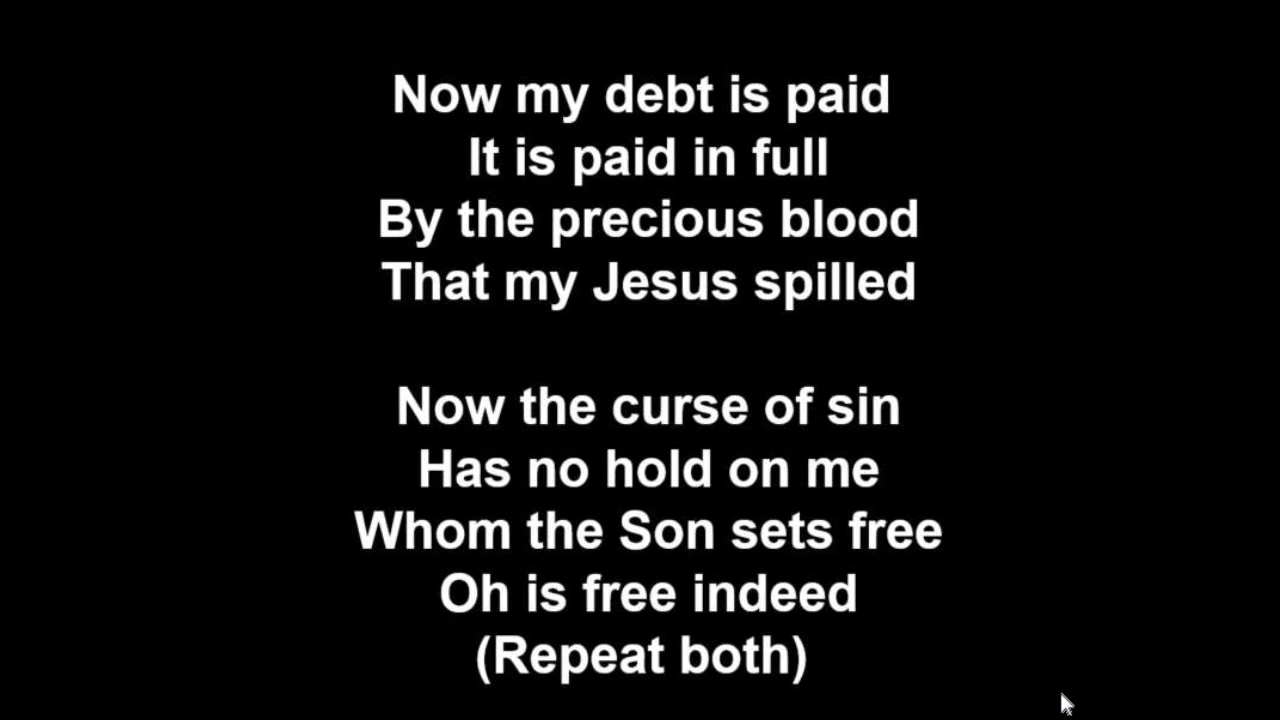 Now my debt is paid
It is paid in full
By the precious blood
That my Jesus spilled
Now the curse of sin
Has no hold on me
Whom the Son sets free
Oh is free indeed
(Repeat both)